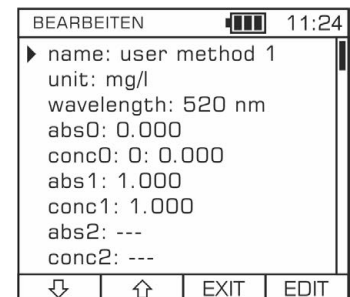 BEARBEITEN 11:24
name: user method 1
unit: mg/l
wavelength: 520 nm
abs0: 0.000
conc0: 0: 0.000
abs1: 1.000
conc1: 1.000
abs2: ---
conc2: ---
EXIT EDIT